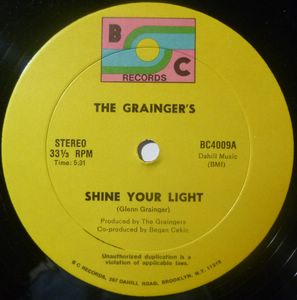 B C
RECORDS
THE GRAINGER'S
STEREO
33⅓ RPM
Time: 5:31
BC4009A
Dahill Music
(BMI)
SHINE YOUR LIGHT
(Glenn Grainger)
Produced by The Graingers
Co-produced by Began Cekic
Unauthorized duplication is a
violation of applicable laws.
B C RECORDS, 267 DAHILL ROAD, BROOKLYN, N.Y. 11218